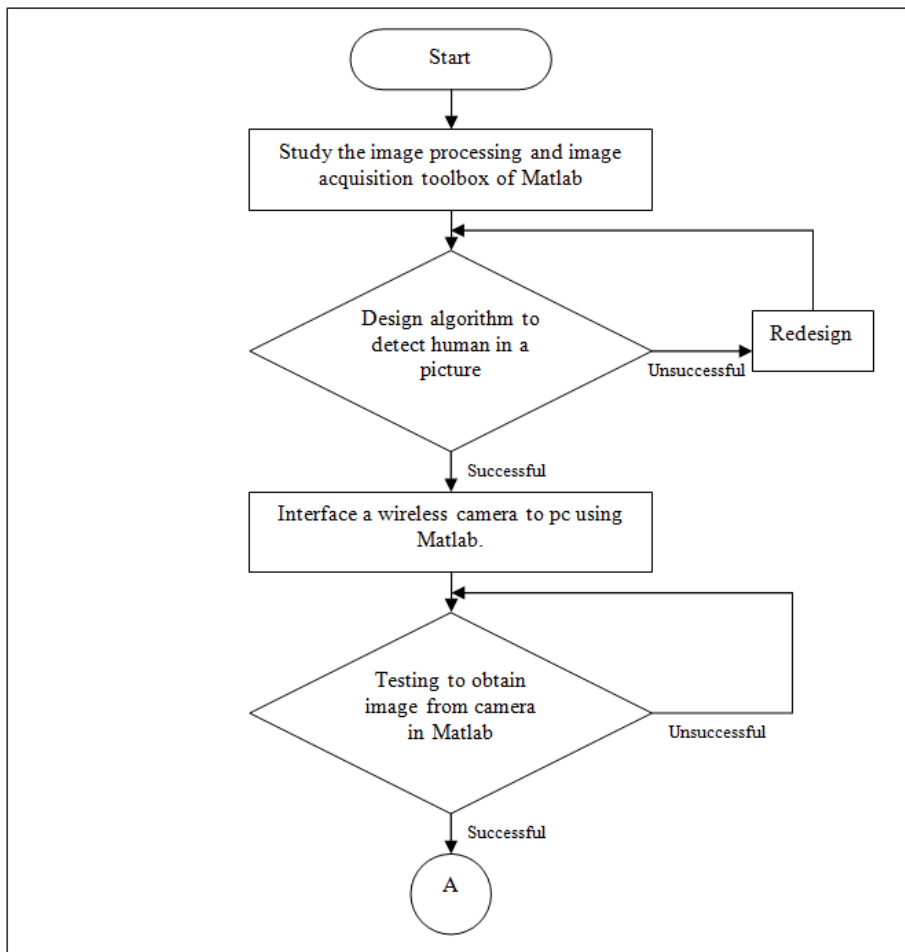 Start
Study the image processing and image
acquisition toolbox of Matlab
Design algorithm to
detect human in a
picture
Redesign
Unsuccessful
Successful
Interface a wireless camera to pc using
Matlab.
Testing to obtain
image from camera
in Matlab
Unsuccessful
Successful
A